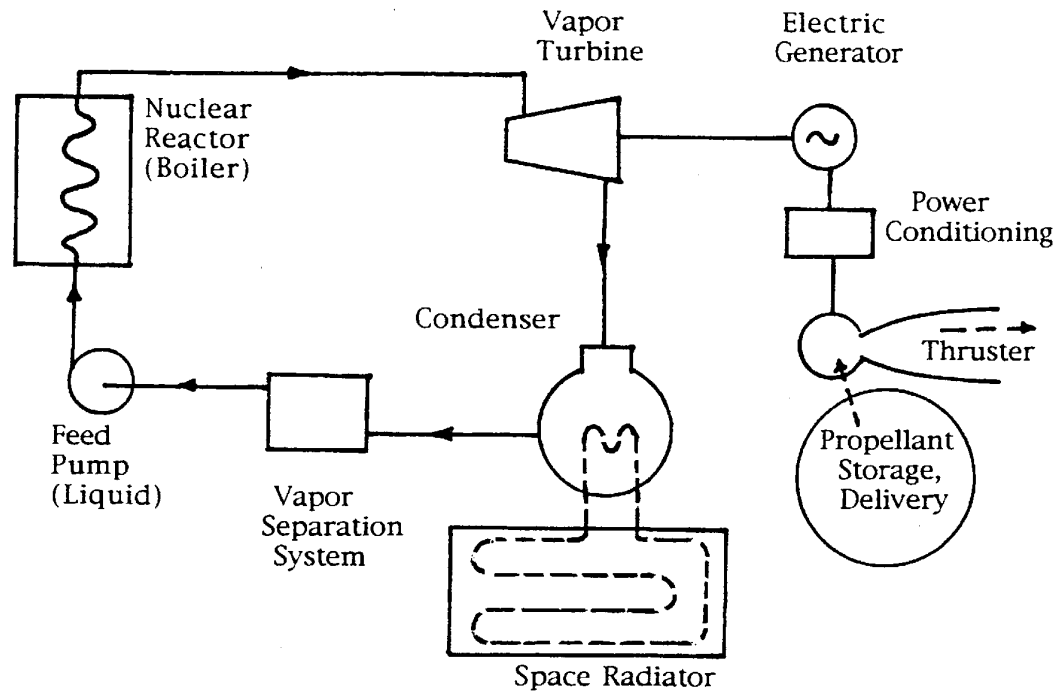 Vapor
Turbine
Electric
Generator
Nuclear
Reactor
(Boiler)
Power
Conditioning
Condenser
Thruster
Feed
Pump
(Liquid)
Vapor
Separation
System
Propellant
Storage,
Delivery
Space Radiator